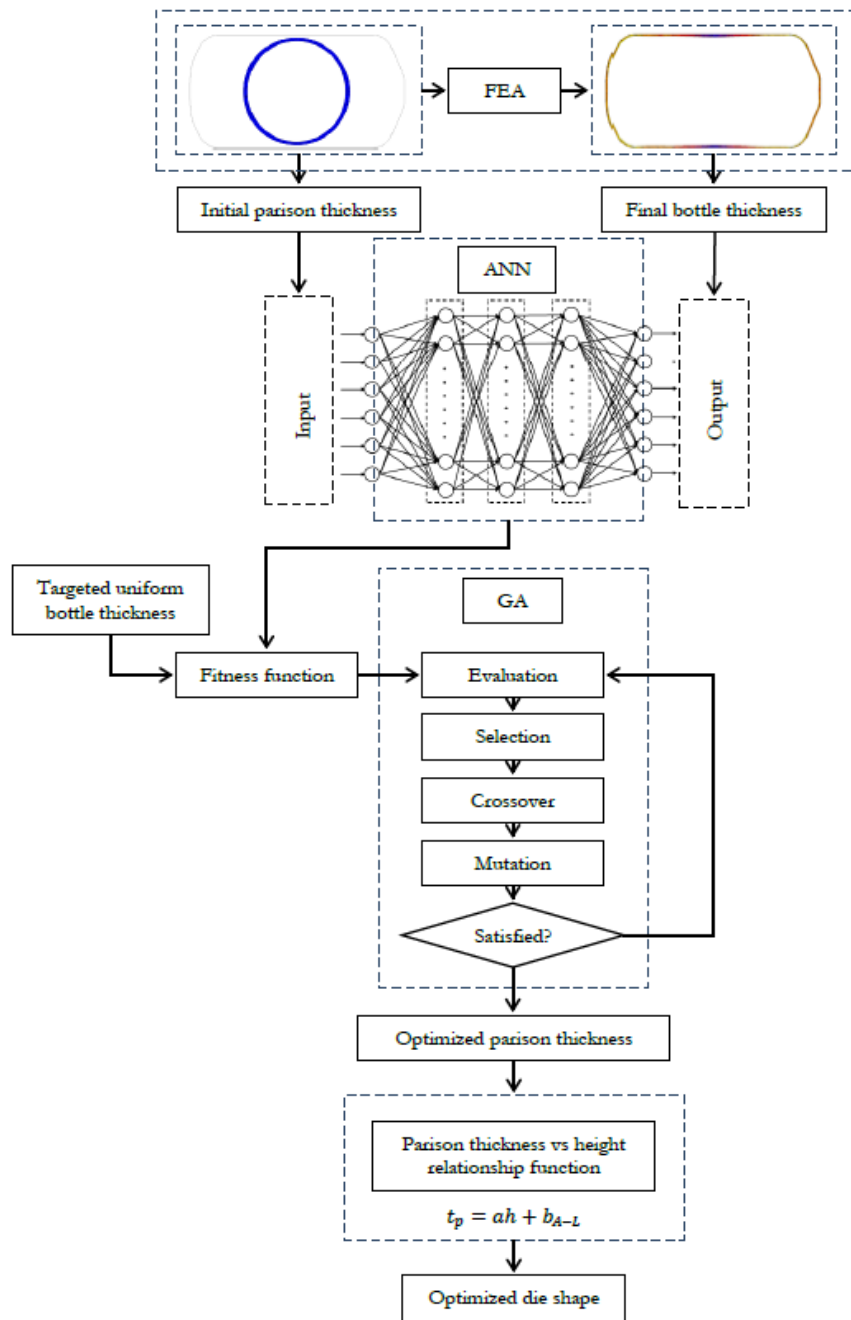 FEA
Initial parison thickness
Final bottle thickness
ANN
Input
Output
Targeted uniform
bottle thickness
GA
Fitness function
Evaluation
Selection
Crossover
Mutation
Satisfied?
Optimized parison thickness
Parison thickness vs height
relationship function
$t_p = ah + b_{A-L}$
Optimized die shape